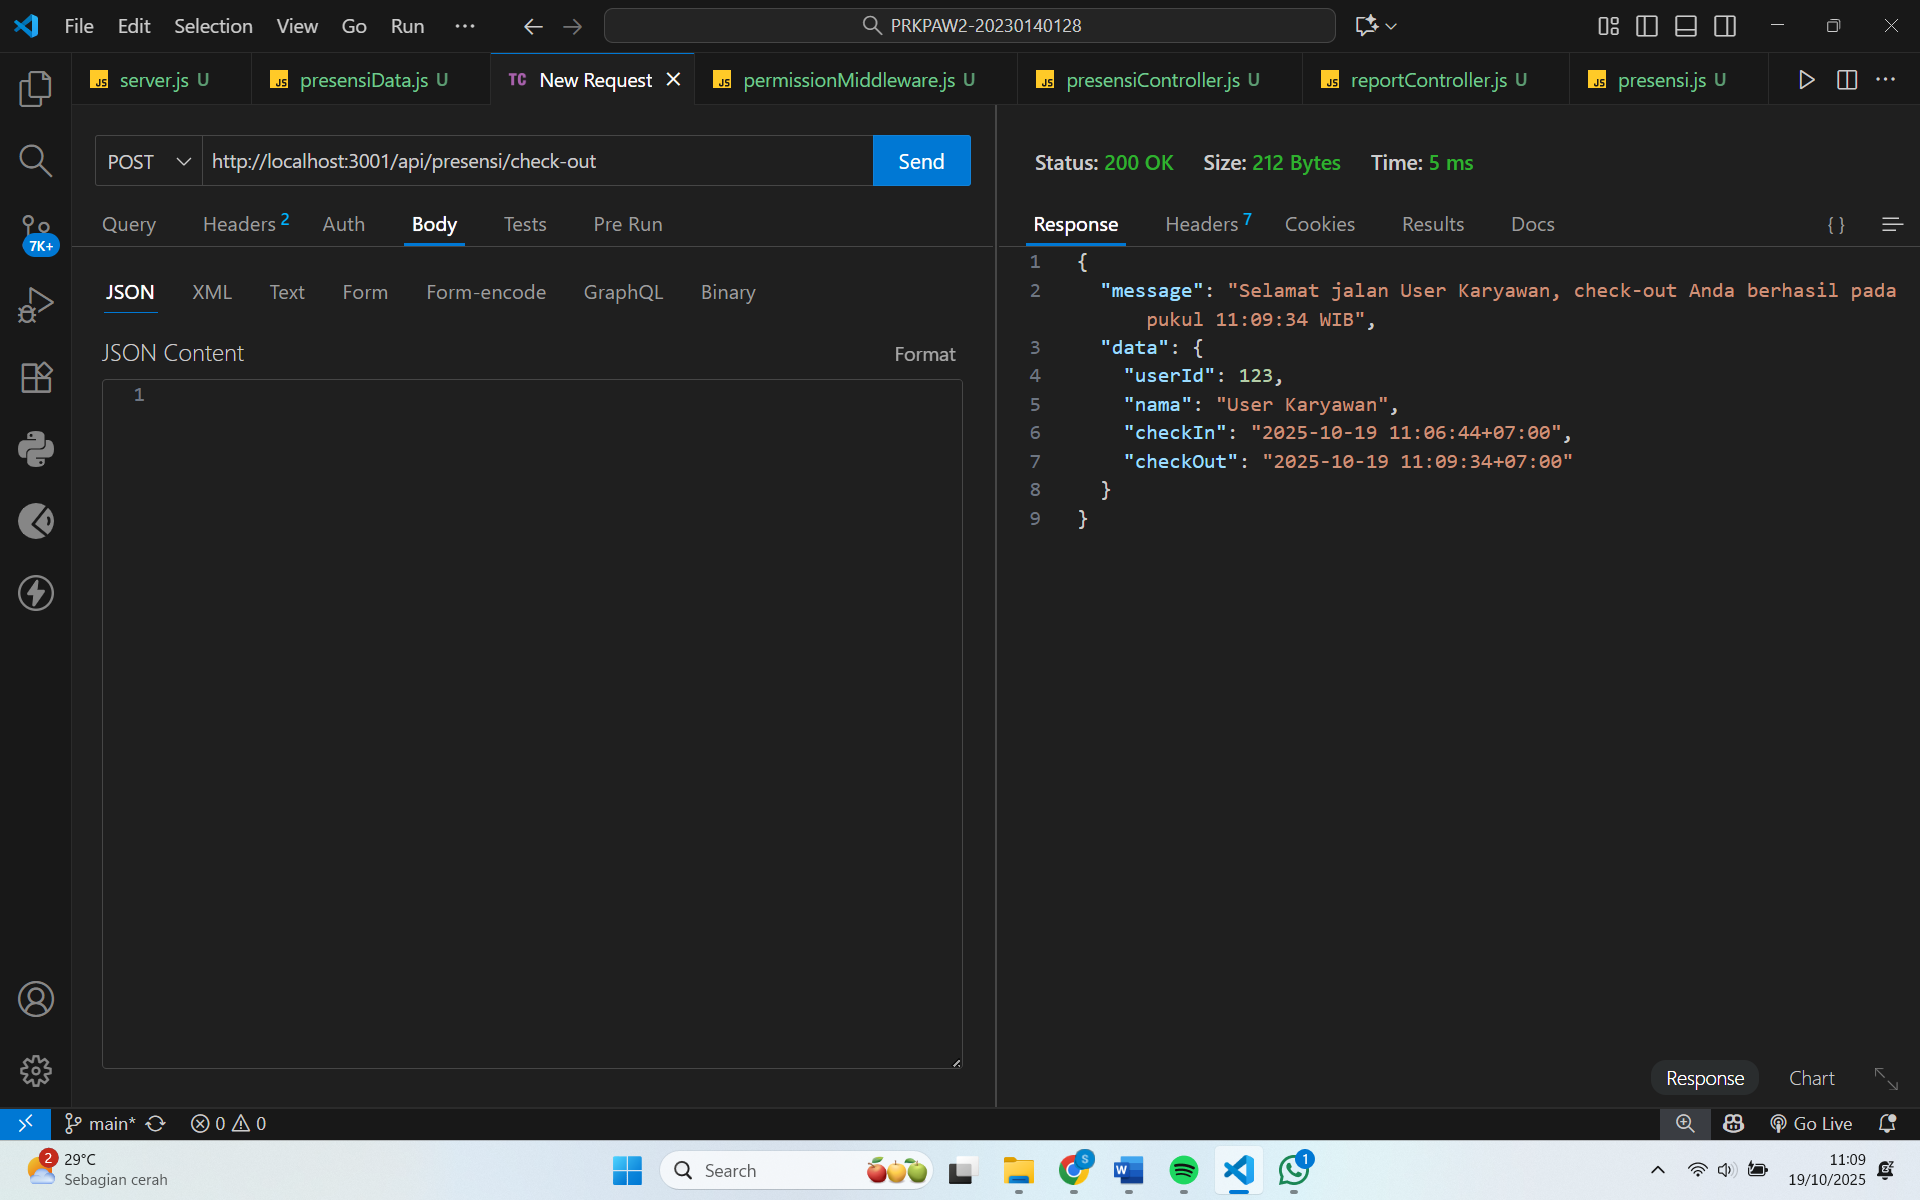 File Edit Selection View Go Run ··· PRKPAW2-20230140128
server.js U presensiData.js U TC New Request permissionMiddleware.js U presensiController.js U reportController.js U presensi.js U
POST http://localhost:3001/api/presensi/check-out Send
Query Headers 2 Auth Body Tests Pre Run
JSON XML Text Form Form-encode GraphQL Binary
JSON Content Format
1
Status: 200 OK Size: 212 Bytes Time: 5 ms
Response Headers 7 Cookies Results Docs { }
1 {
2 "message": "Selamat jalan User Karyawan, check-out Anda berhasil pada
pukul 11:09:34 WIB",
3 "data": {
4 "userId": 123,
5 "nama": "User Karyawan",
6 "checkIn": "2025-10-19 11:06:44+07:00",
7 "checkOut": "2025-10-19 11:09:34+07:00"
8 }
9 }
Response Chart
7K+
main* 0 0 Go Live
2 29°C
Sebagian cerah
Search
S
1
11:09
19/10/2025